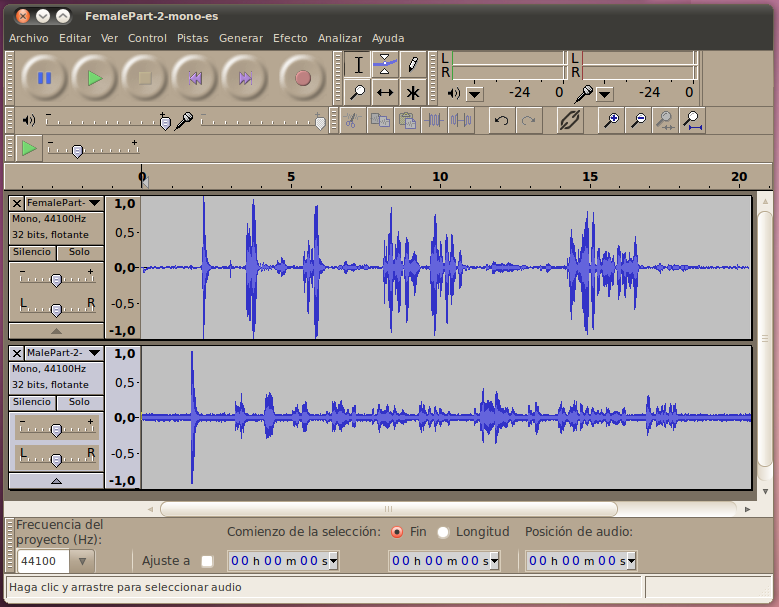 FemalePart-2-mono-es
Archivo Editar Ver Control Pistas Generar Efecto Analizar Ayuda
L
R
-24 0
L
R
-24 0
- +
- +
- +
0 5 10 15 20
FemalePart-
Mono, 44100Hz
32 bits, flotante
Silencio Solo
- +
L R
1,0
0,5-
0,0-
-0,5-
-1,0
MalePart-2-
Mono, 44100Hz
32 bits, flotante
Silencio Solo
- +
L R
1,0
0,5-
0,0-
-0,5-
-1,0
Frecuencia del
proyecto (Hz):
44100
Ajuste a
Comienzo de la selección: Fin Longitud
00 h 00 m 00 s
00 h 00 m 00 s
Posición de audio:
00 h 00 m 00 s
Haga clic y arrastre para seleccionar audio